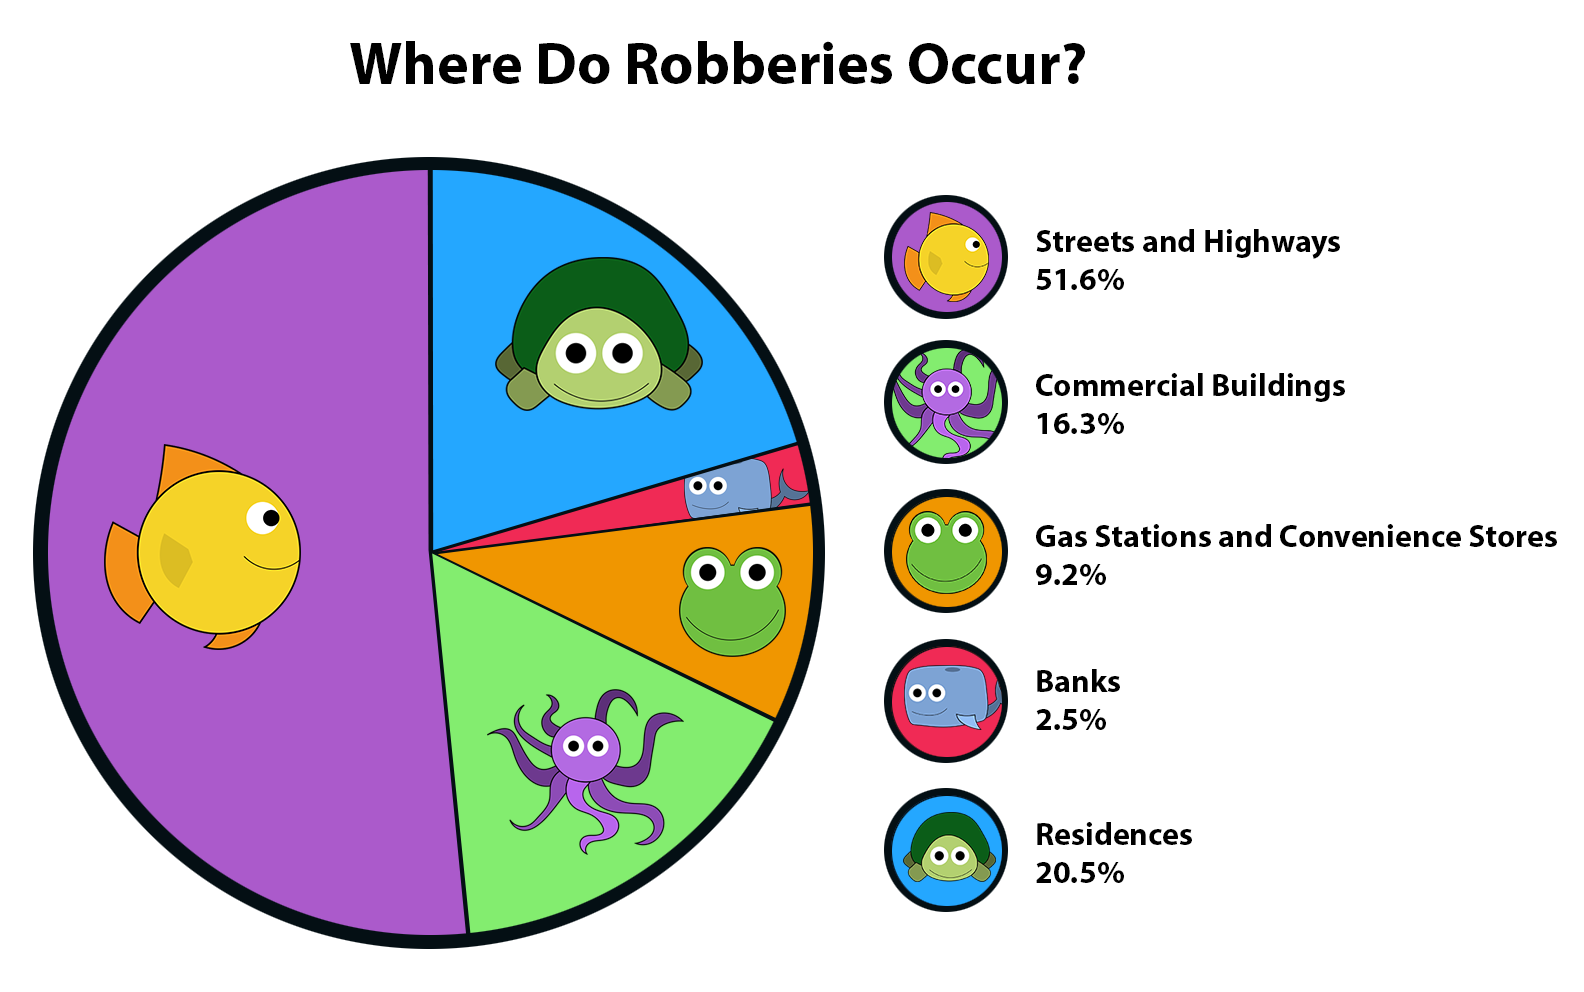 Where Do Robberies Occur?
Streets and Highways
51.6%
Commercial Buildings
16.3%
Gas Stations and Convenience Stores
9.2%
Banks
2.5%
Residences
20.5%